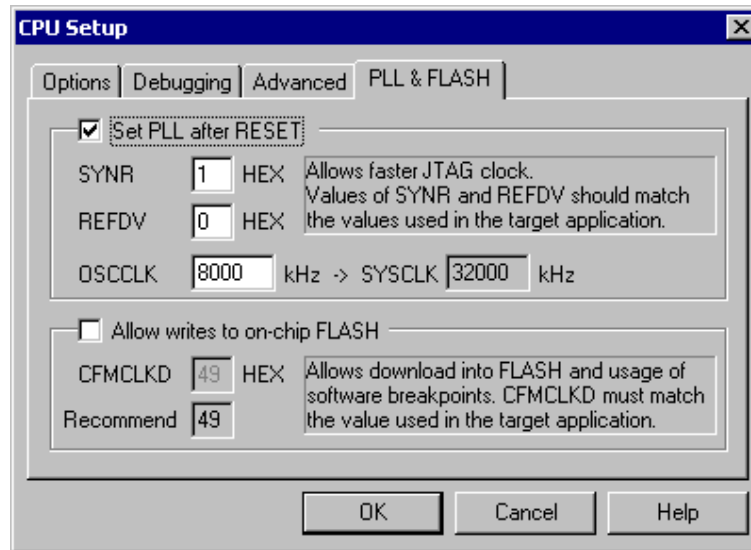 CPU Setup
Options Debugging Advanced PLL & FLASH
Set PLL after RESET
SYNR 1 HEX
Allows faster JTAG clock.
Values of SYNR and REFDV should match
the values used in the target application.
REFDV 0 HEX
OSCCLK 8000 kHz -> SYSCLK 32000 kHz
Allow writes to on-chip FLASH
CFMCLKD 49 HEX
Allows download into FLASH and usage of
software breakpoints. CFMCLKD must match
the value used in the target application.
Recommend 49
OK Cancel Help